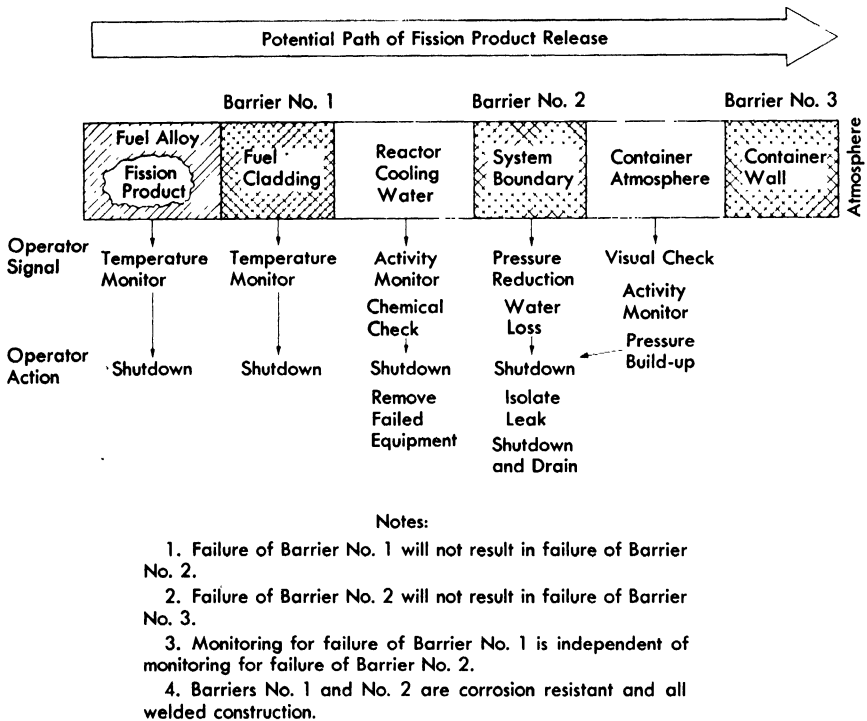 Potential Path of Fission Product Release
Barrier No. 1
Barrier No. 2
Barrier No. 3
Fuel Alloy
Fission
Product
Fuel
Cladding
Reactor
Cooling
Water
System
Boundary
Container
Atmosphere
Container
Wall
Atmosphere
Operator
Signal
Temperature
Monitor
Temperature
Monitor
Activity
Monitor
Chemical
Check
Pressure
Reduction
Water
Loss
Visual Check
Activity
Monitor
Pressure
Build-up
Operator
Action
Shutdown
Shutdown
Shutdown
Remove
Failed
Equipment
Shutdown
Isolate
Leak
Shutdown
and Drain
Notes:
1. Failure of Barrier No. 1 will not result in failure of Barrier
No. 2.
2. Failure of Barrier No. 2 will not result in failure of Barrier
No. 3.
3. Monitoring for failure of Barrier No. 1 is independent of
monitoring for failure of Barrier No. 2.
4. Barriers No. 1 and No. 2 are corrosion resistant and all
welded construction.